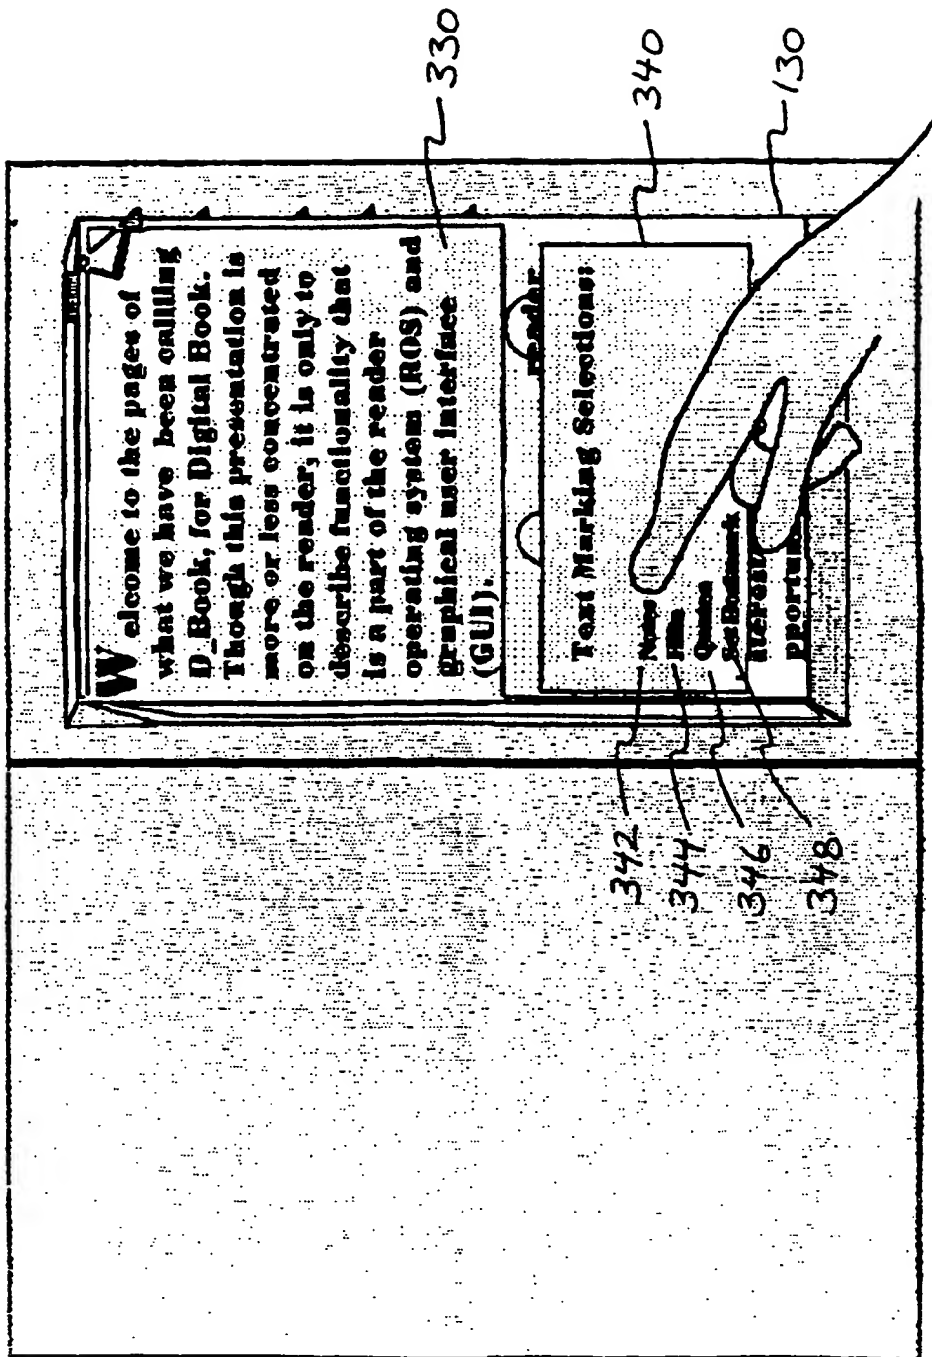 Welcome to the pages of
what we have been calling
D_Book, for Digital Book.
Though this presentation is
more or less concentrated
on the reader, it is only to
describe functionality that
is a part of the reader
operating system (ROS) and
graphical user interface
(GUI).
330
reader
Text Marking Selections:
340
342
344
346
Set Bookmark
348
130